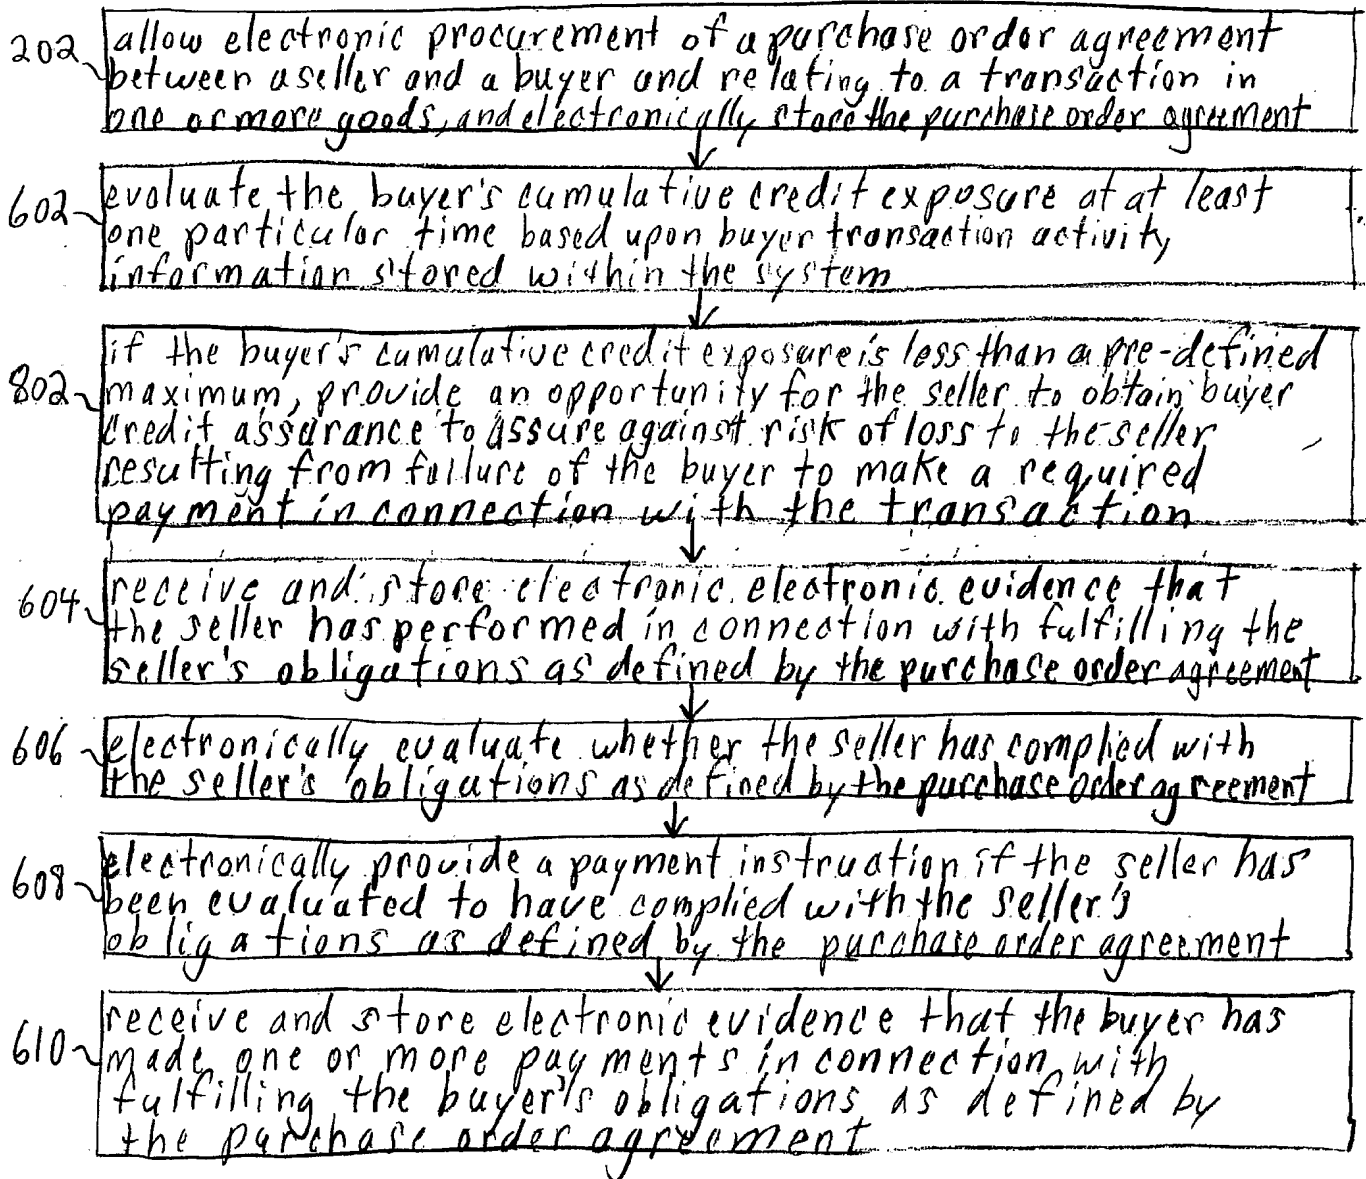 202 allow electronic procurement of a purchase order agreement
between a seller and a buyer and relating to a transaction in
one or more goods, and electronically store the purchase order agreement
602 evaluate the buyer's cumulative credit exposure at at least
one particular time based upon buyer transaction activity
information stored within the system
if the buyer's cumulative credit exposure is less than a pre-defined
802 maximum, provide an opportunity for the seller to obtain buyer
credit assurance to assure against risk of loss to the seller
resulting from failure of the buyer to make a required
payment in connection with the transaction
604 receive and store electronic electronic evidence that
the seller has performed in connection with fulfilling the
seller's obligations as defined by the purchase order agreement
606 electronically evaluate whether the seller has complied with
the seller's obligations as defined by the purchase order agreement
electronically provide a payment instruction if the seller has
608 been evaluated to have complied with the seller's
obligations as defined by the purchase order agreement
receive and store electronic evidence that the buyer has
610 made one or more payments in connection with
fulfilling the buyer's obligations as defined by
the purchase order agreement